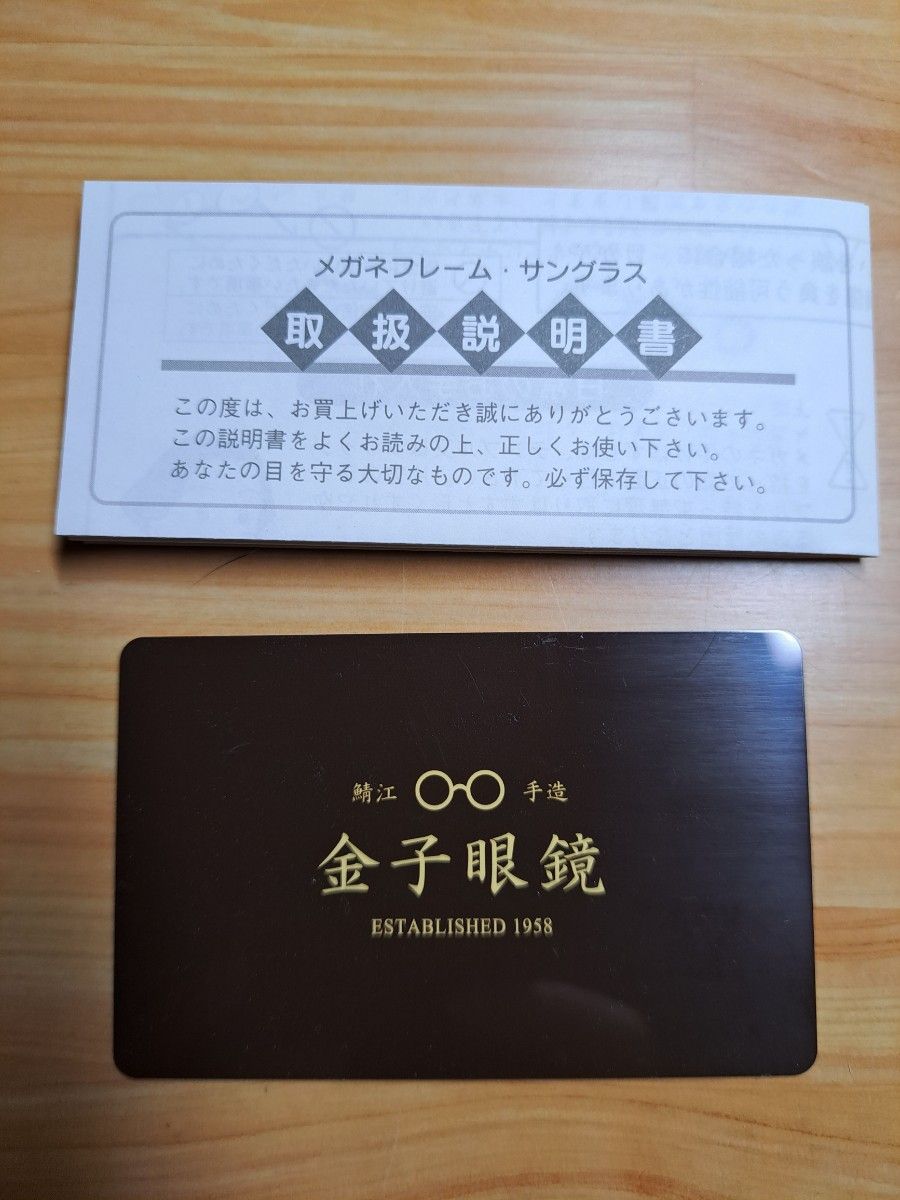 メガネフレーム・サングラス
取扱説明書
この度は、お買上げいただき誠にありがとうございます。
この説明書をよくお読みの上、正しくお使い下さい。
あなたの目を守る大切なものです。必ず保存して下さい。
鯖江 手造
金子眼鏡
ESTABLISHED 1958